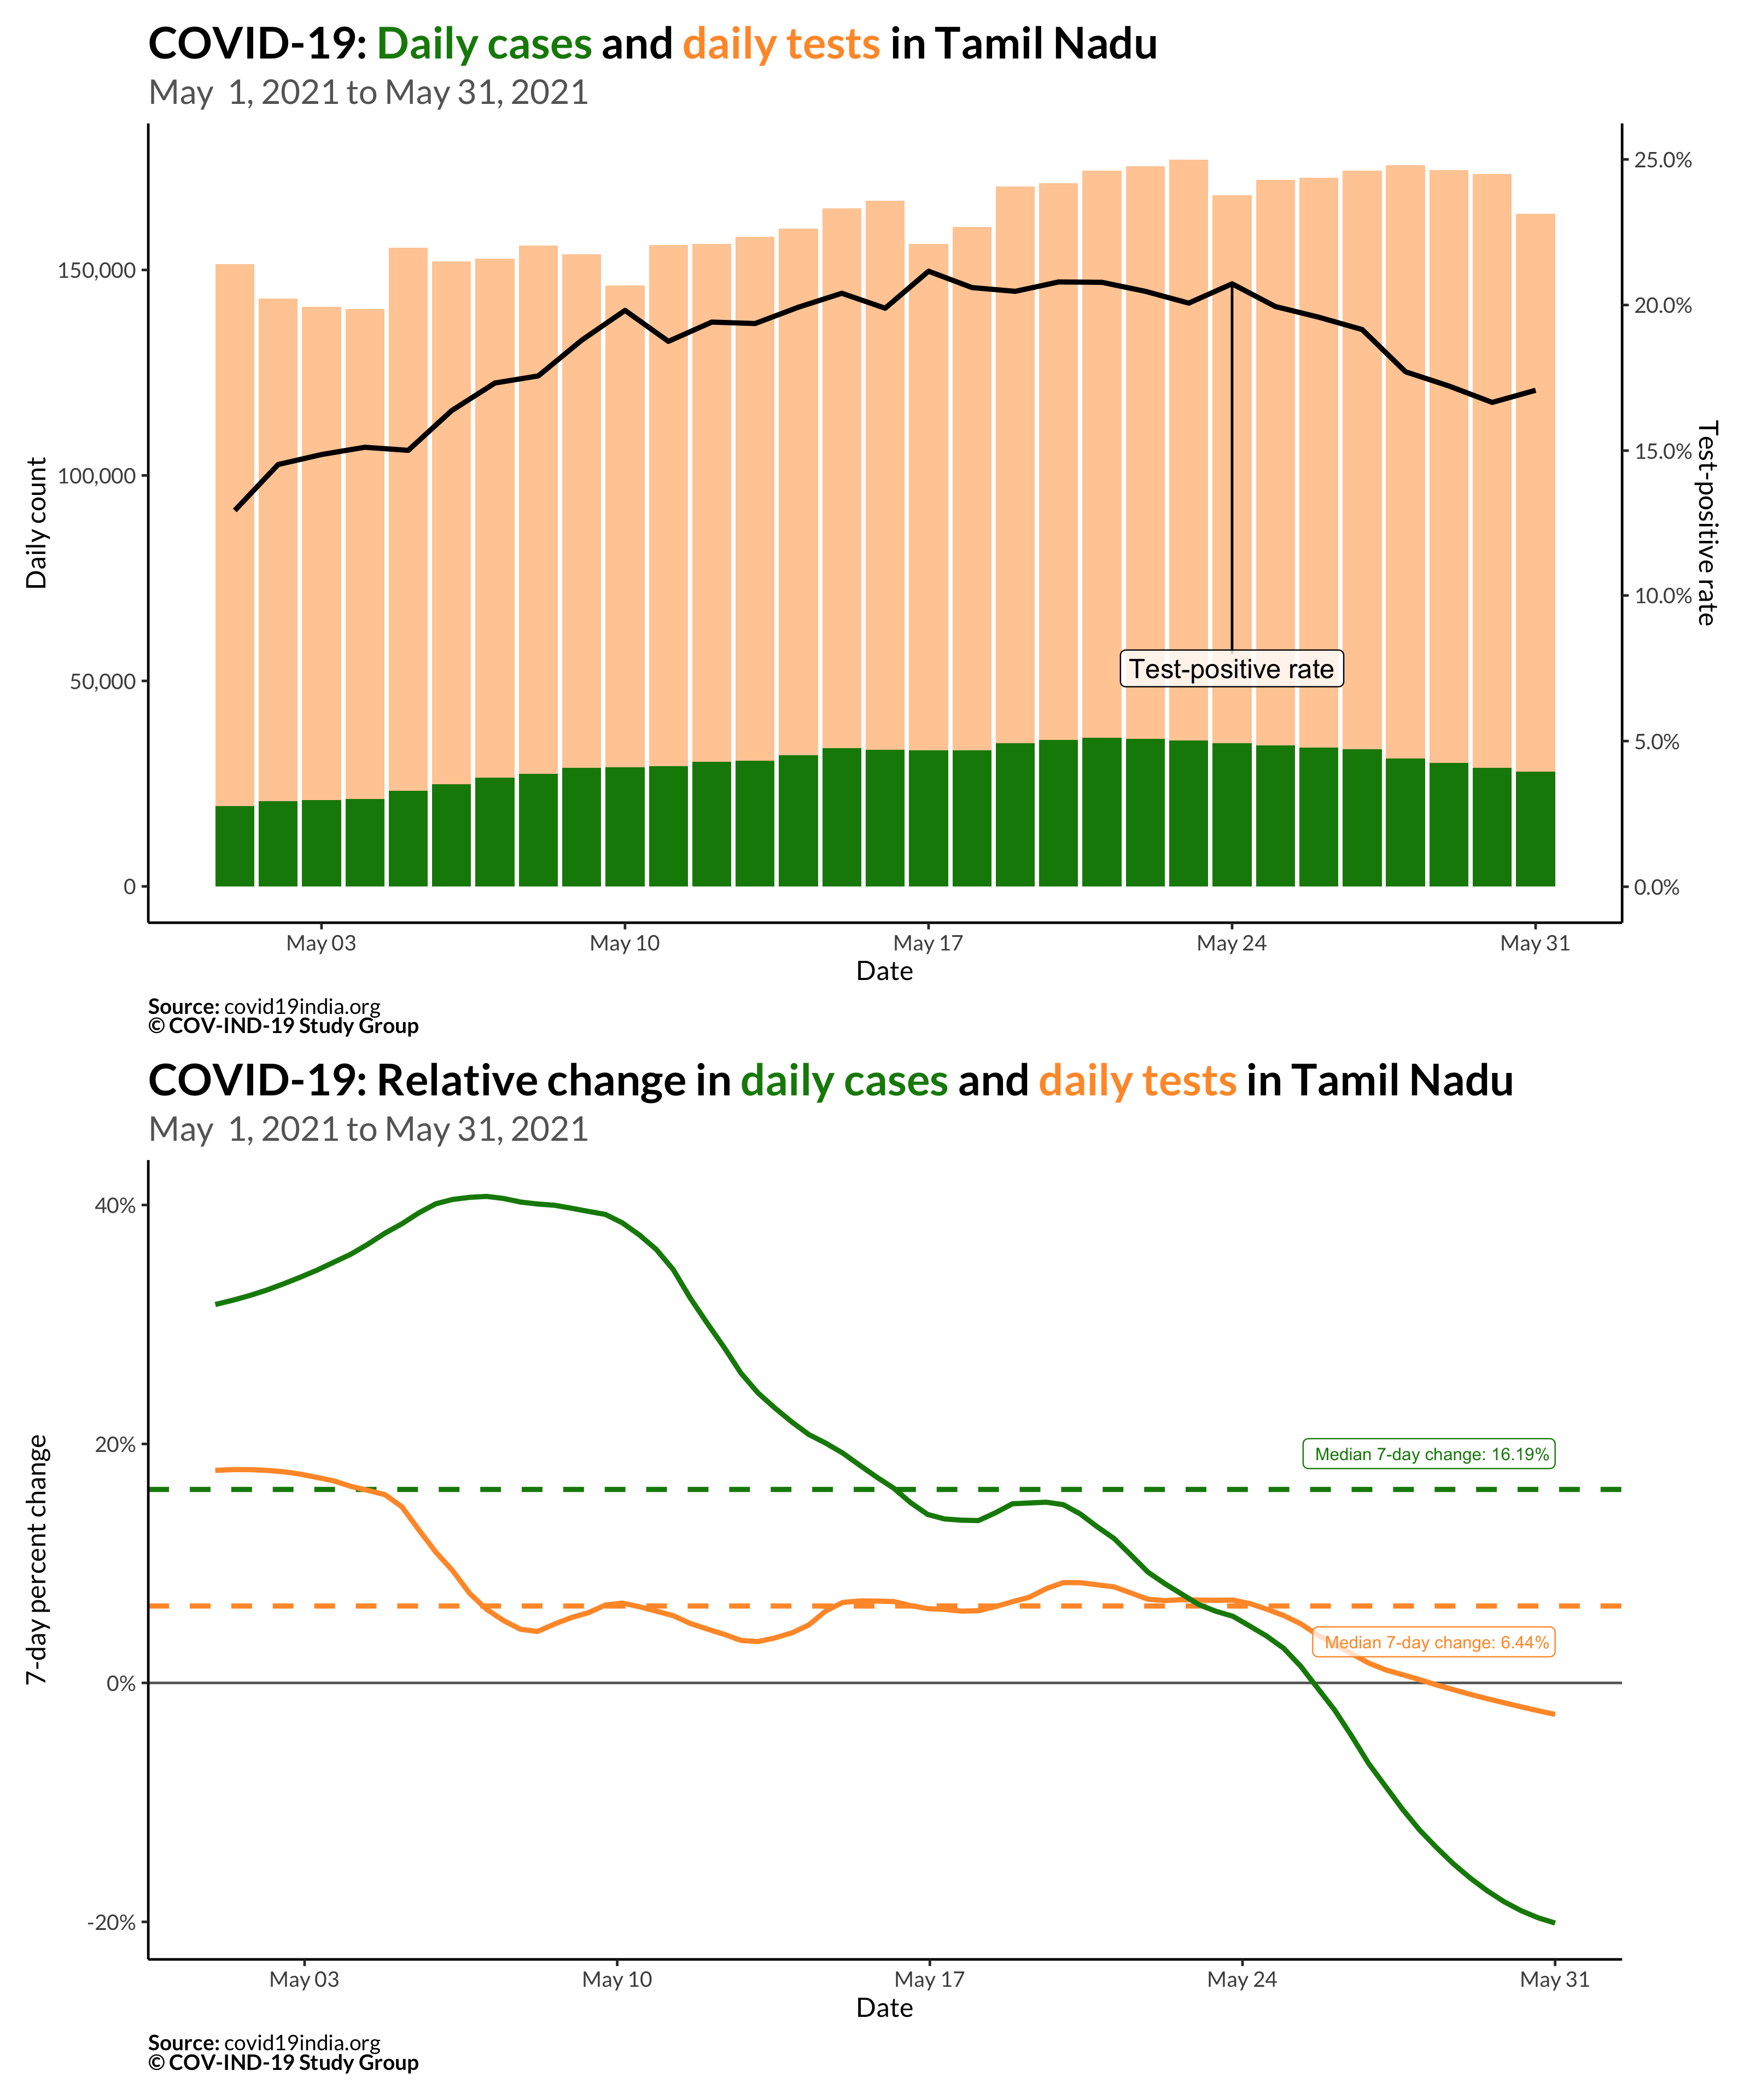 COVID-19: Daily cases and daily tests in Tamil Nadu
May  1, 2021 to May 31, 2021
25.0%
150,000
20.0%
100,000
15.0%
Daily count
Test-positive rate
10.0%
50,000
Test-positive rate
5.0%
0
0.0%
May 03
May 10
May 17
May 24
May 31
Date
Source: covid19india.org
© COV-IND-19 Study Group
COVID-19: Relative change in daily cases and daily tests in Tamil Nadu
May  1, 2021 to May 31, 2021
40%
20%
Median 7-day change: 16.19%
7-day percent change
Median 7-day change: 6.44%
0%
-20%
May 03
May 10
May 17
May 24
May 31
Date
Source: covid19india.org
© COV-IND-19 Study Group